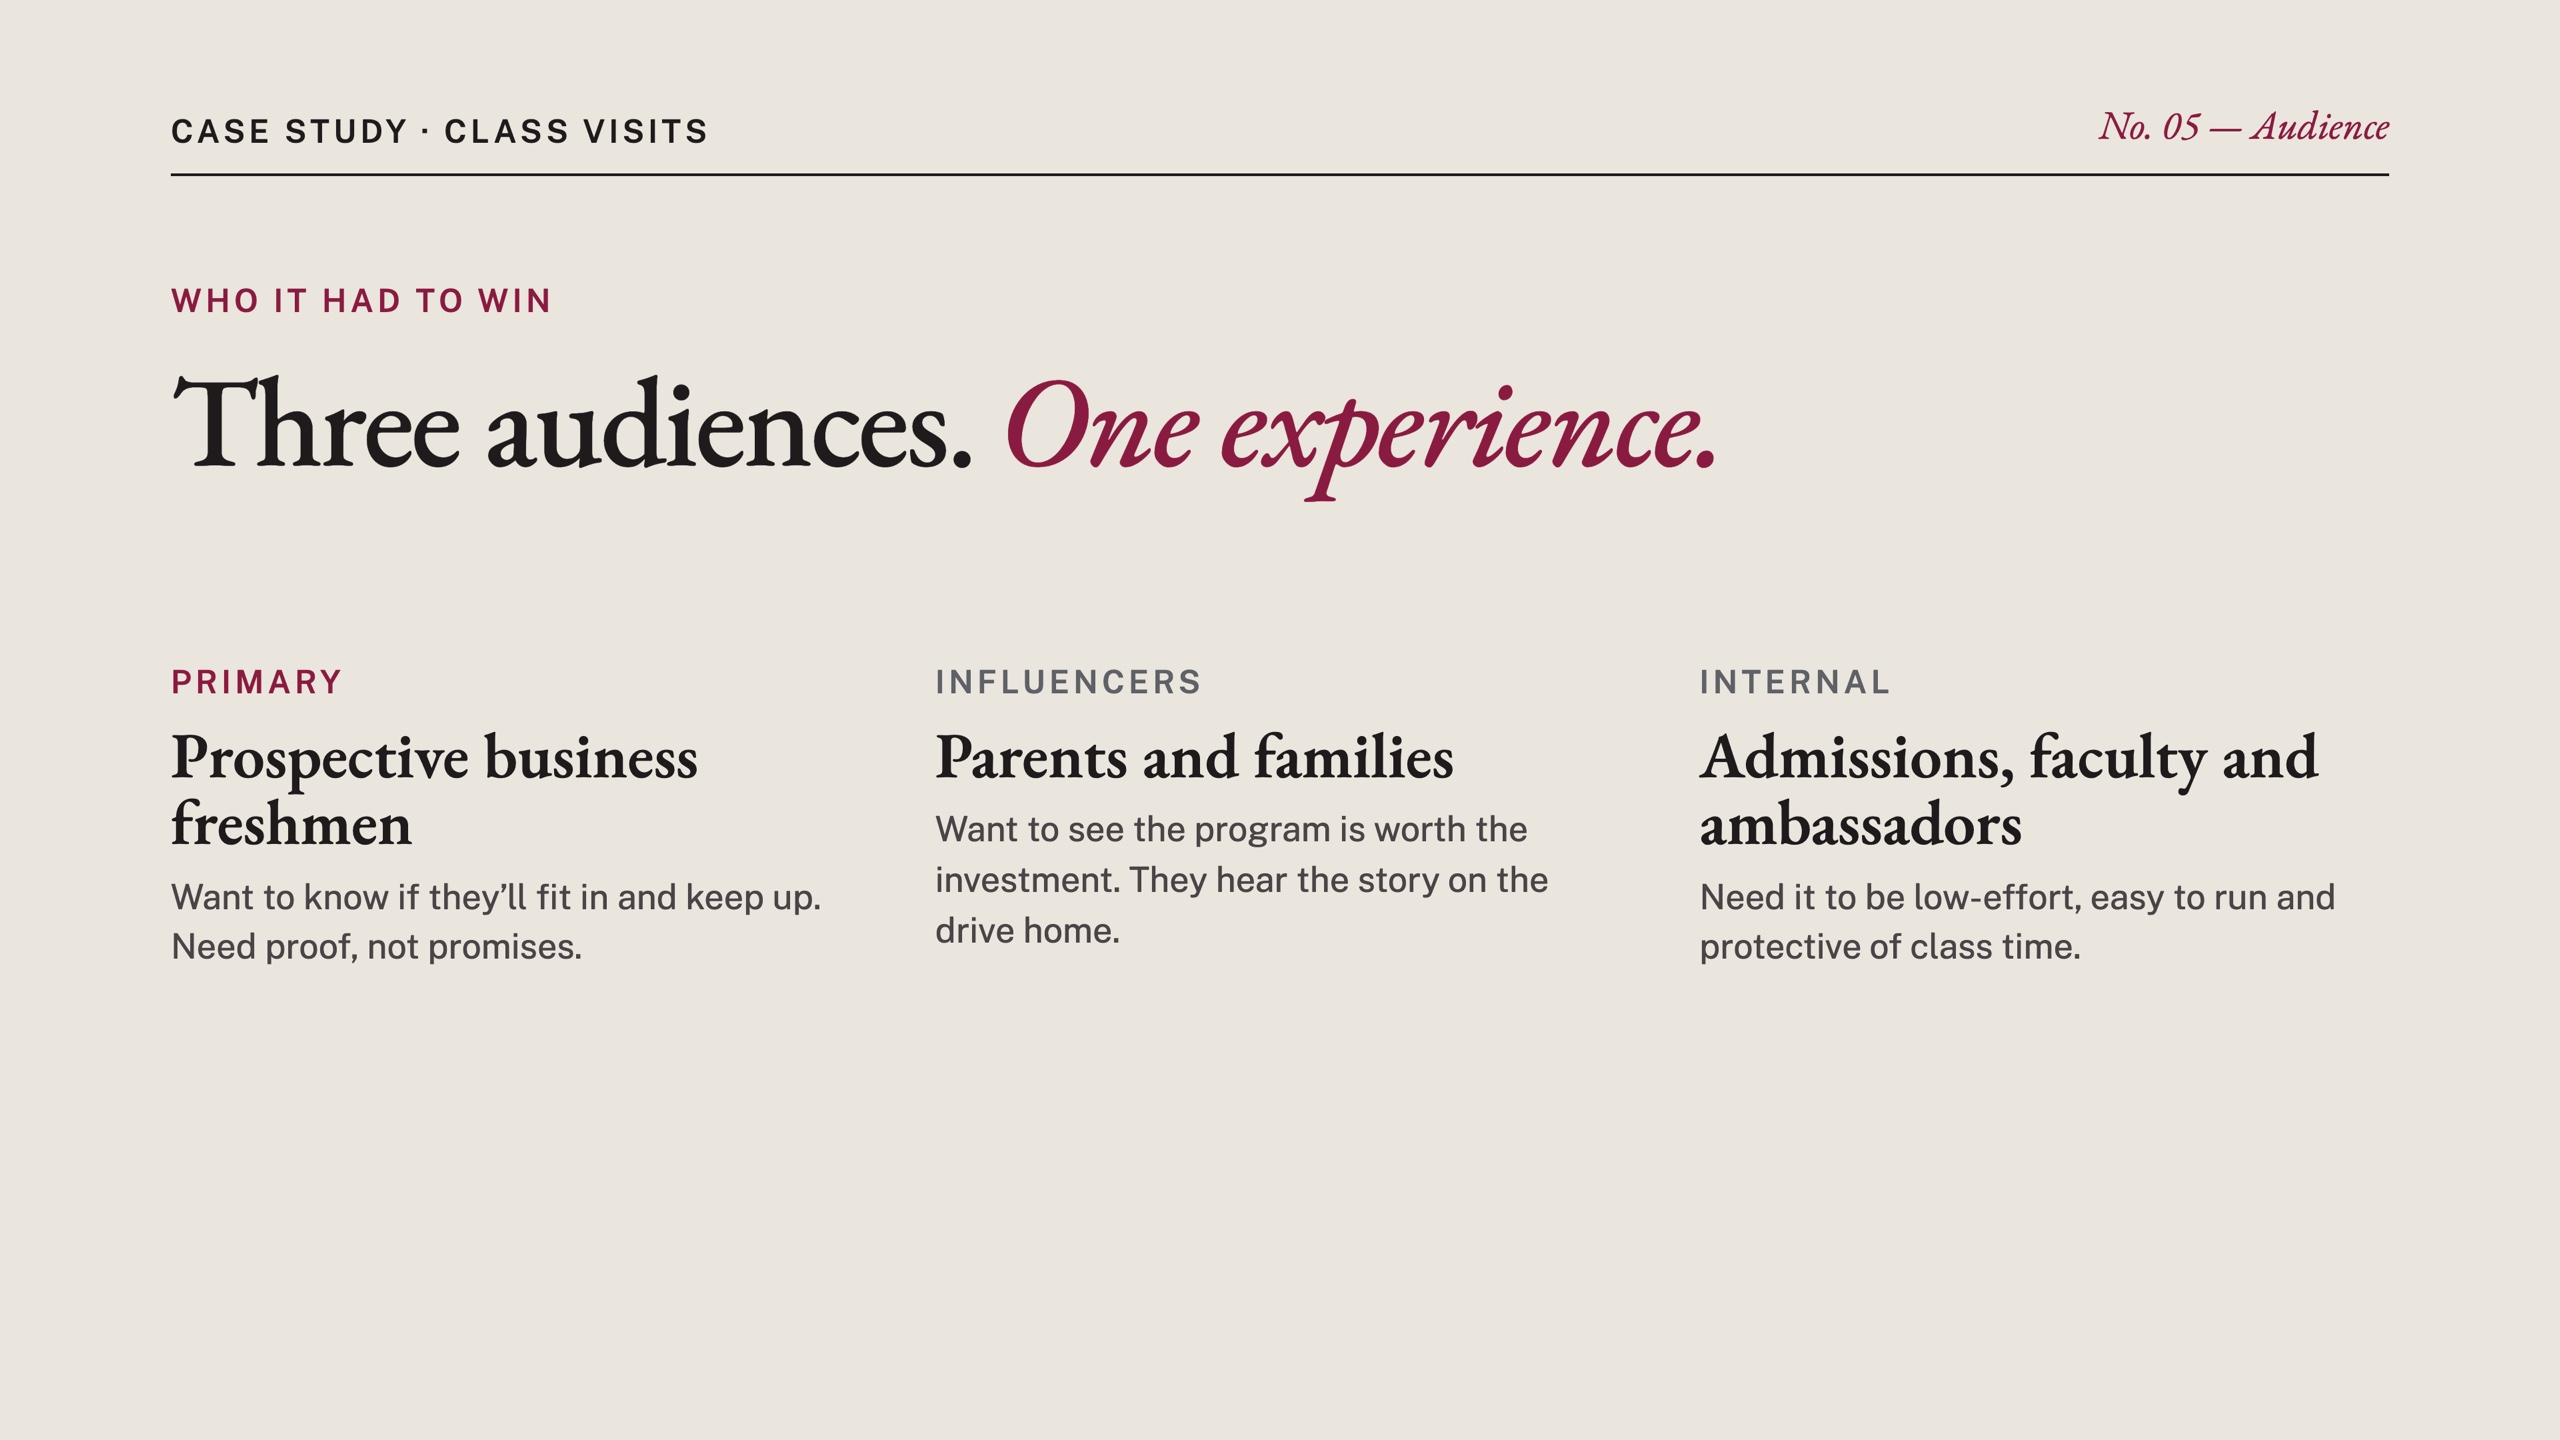 CASE STUDY · CLASS VISITS
No. 05 — Audience
WHO IT HAD TO WIN
Three audiences. One experience.
PRIMARY
Prospective business
freshmen
Want to know if they’ll fit in and keep up.
Need proof, not promises.
INFLUENCERS
Parents and families
Want to see the program is worth the
investment. They hear the story on the
drive home.
INTERNAL
Admissions, faculty and
ambassadors
Need it to be low-effort, easy to run and
protective of class time.